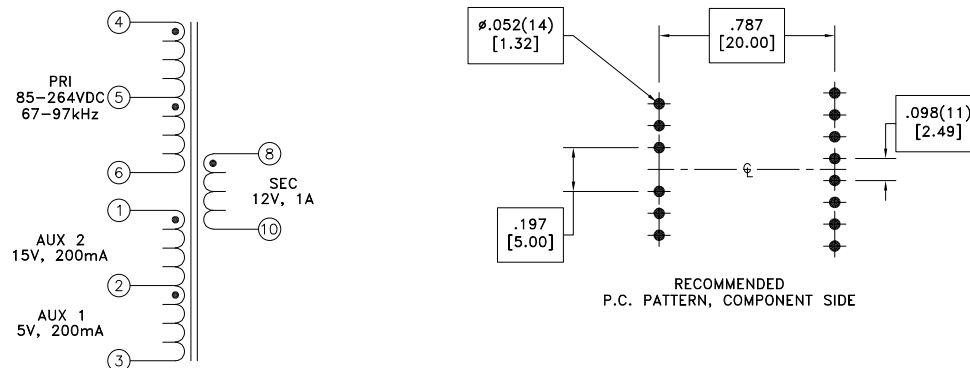 4
PRI
85-264VDC
67-97kHz
5
6
1
AUX 2
15V, 200mA
2
AUX 1
5V, 200mA
3
8
SEC
12V, 1A
10
ø.052(14)
[1.32]
.787
[20.00]
.098(11)
[2.49]
℄
.197
[5.00]
RECOMMENDED
P.C. PATTERN, COMPONENT SIDE